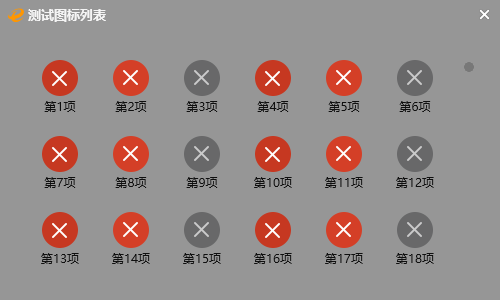 测试图标列表
第1项 第2项 第3项 第4项 第5项 第6项
第7项 第8项 第9项 第10项 第11项 第12项
第13项 第14项 第15项 第16项 第17项 第18项